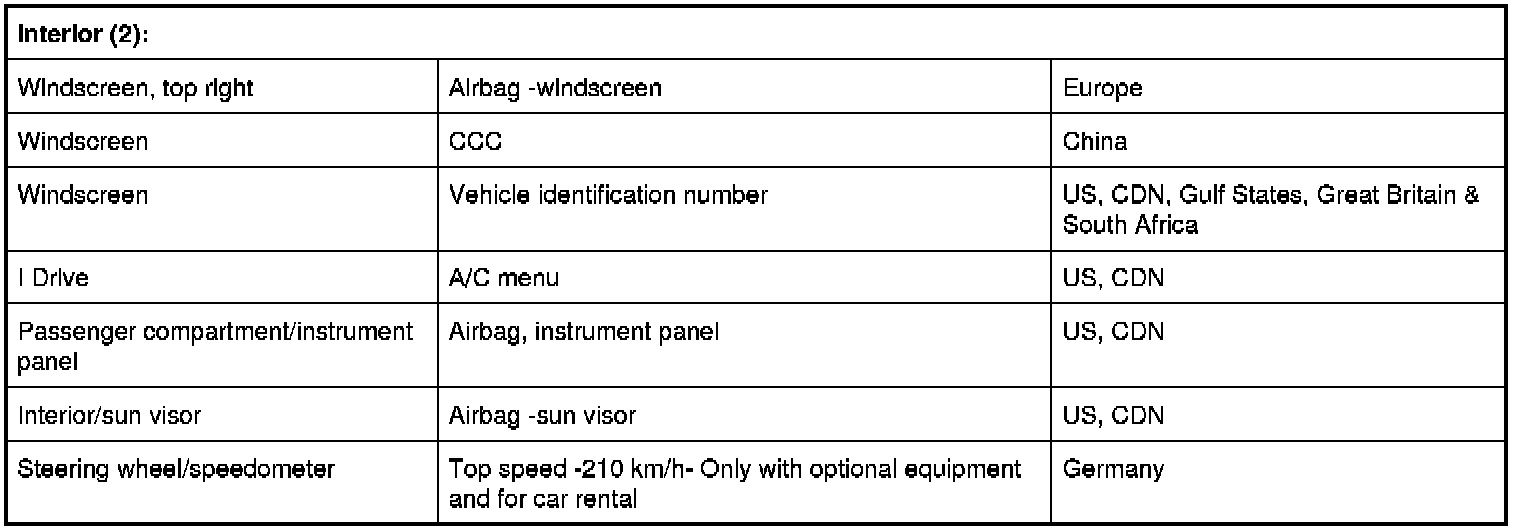 Interior (2):
Windscreen, top right Airbag -windscreen Europe
Windscreen CCC China
Windscreen Vehicle identification number US, CDN, Gulf States, Great Britain &
South Africa
I Drive A/C menu US, CDN
Passenger compartment/instrument Airbag, instrument panel US, CDN
panel
Interior/sun visor Airbag -sun visor US, CDN
Steering wheel/speedometer Top speed -210 km/h- Only with optional equipment Germany
and for car rental